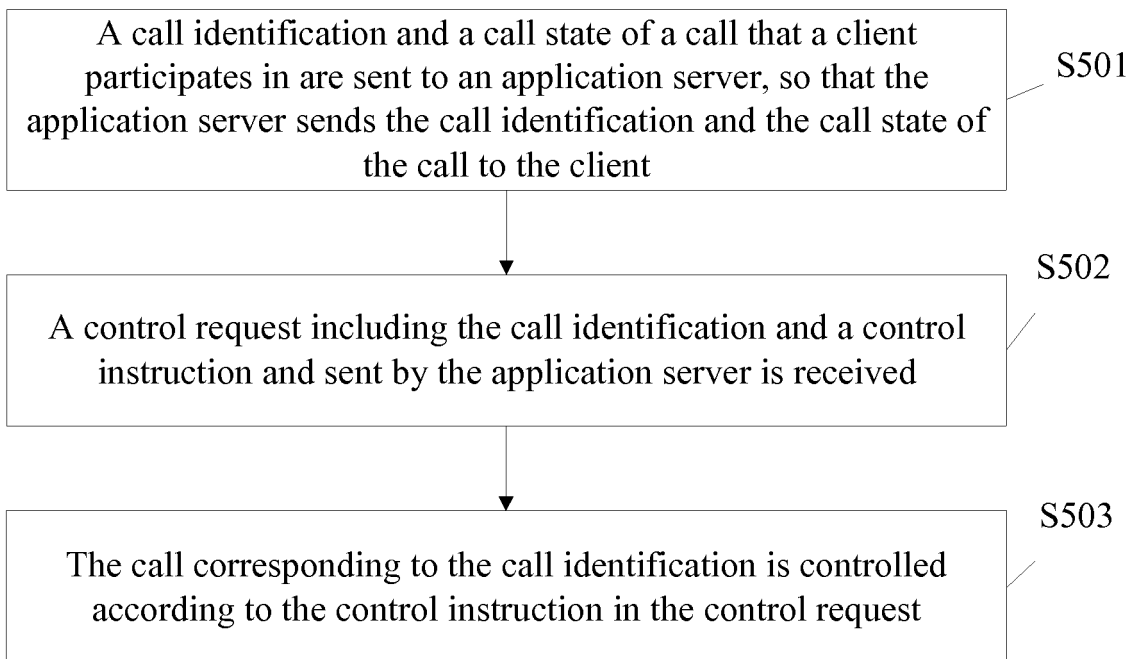 A call identification and a call state of a call that a client
participates in are sent to an application server, so that the
application server sends the call identification and the call state of
the call to the client
S501
A control request including the call identification and a control
instruction and sent by the application server is received
S502
The call corresponding to the call identification is controlled
according to the control instruction in the control request
S503